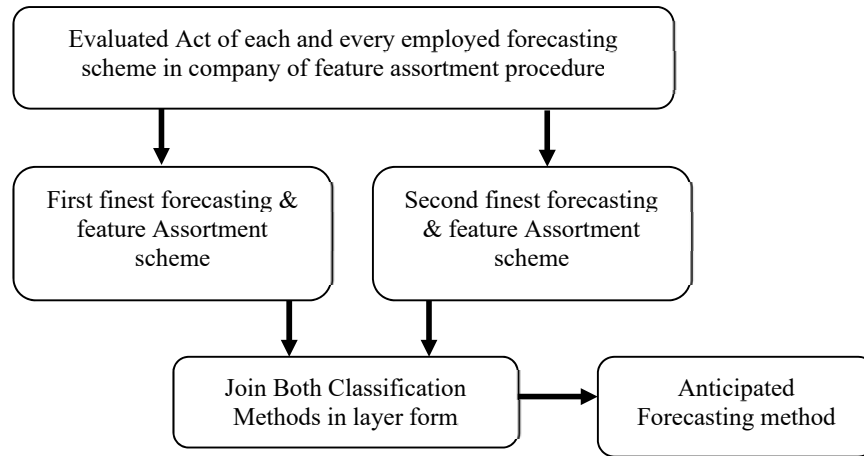 Evaluated Act of each and every employed forecasting
scheme in company of feature assortment procedure
First finest forecasting &
feature Assortment
scheme
Second finest forecasting
& feature Assortment
scheme
Join Both Classification
Methods in layer form
Anticipated
Forecasting method